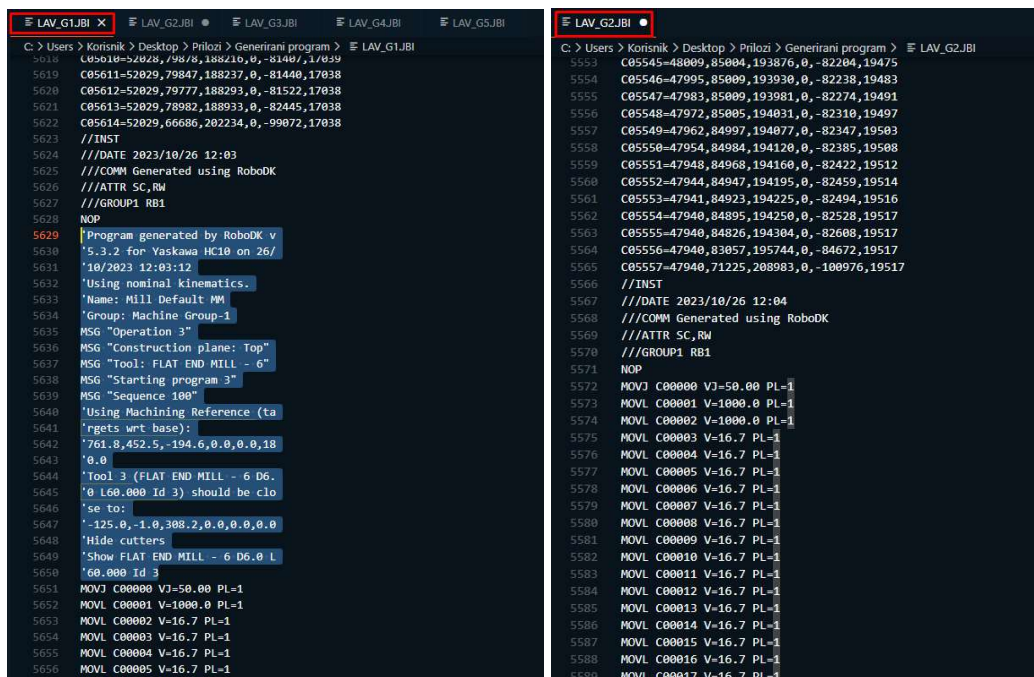 LAV_G1.JBI × LAV_G2.JBI ● LAV_G3.JBI LAV_G4.JBI LAV_G5.JBI
C: > Users > Korisnik > Desktop > Prilozi > Generirani program > LAV_G1.JBI
5618 C05610=52028,79878,188216,0,-81407,17039
5619 C05611=52029,79847,188237,0,-81440,17038
5620 C05612=52029,79777,188293,0,-81522,17038
5621 C05613=52029,78982,188933,0,-82445,17038
5622 C05614=52029,66686,202234,0,-99072,17038
5623 //INST
5624 ///DATE 2023/10/26 12:03
5625 ///COMM Generated using RoboDK
5626 ///ATTR SC,RW
5627 ///GROUP1 RB1
5628 NOP
5629 'Program generated by RoboDK v
5630 '5.3.2 for Yaskawa HC10 on 26/
5631 '10/2023 12:03:12
5632 'Using nominal kinematics.
5633 'Name: Mill Default MM
5634 'Group: Machine Group-1
5635 MSG "Operation 3"
5636 MSG "Construction plane: Top"
5637 MSG "Tool: FLAT END MILL - 6"
5638 MSG "Starting program 3"
5639 MSG "Sequence 100"
5640 'Using Machining Reference (ta
5641 'rgets wrt base):
5642 '761.8,452.5,-194.6,0.0,0.0,18
5643 '0.0
5644 'Tool 3 (FLAT END MILL - 6 D6.
5645 '0 L60.000 Id 3) should be clo
5646 'se to:
5647 '-125.0,-1.0,308.2,0.0,0.0,0.0
5648 'Hide cutters
5649 'Show FLAT END MILL - 6 D6.0 L
5650 '60.000 Id 3
5651 MOVJ C00000 VJ=50.00 PL=1
5652 MOVL C00001 V=1000.0 PL=1
5653 MOVL C00002 V=16.7 PL=1
5654 MOVL C00003 V=16.7 PL=1
5655 MOVL C00004 V=16.7 PL=1
5656 MOVL C00005 V=16.7 PL=1
LAV_G2.JBI ●
C: > Users > Korisnik > Desktop > Prilozi > Generirani program > LAV_G2.JBI
5553 C05545=48009,85004,193876,0,-82204,19475
5554 C05546=47995,85009,193930,0,-82238,19483
5555 C05547=47983,85009,193981,0,-82274,19491
5556 C05548=47972,85005,194031,0,-82310,19497
5557 C05549=47962,84997,194077,0,-82347,19503
5558 C05550=47954,84984,194120,0,-82385,19508
5559 C05551=47948,84968,194160,0,-82422,19512
5560 C05552=47944,84947,194195,0,-82459,19514
5561 C05553=47941,84923,194225,0,-82494,19516
5562 C05554=47940,84895,194250,0,-82528,19517
5563 C05555=47940,84826,194304,0,-82608,19517
5564 C05556=47940,83057,195744,0,-84672,19517
5565 C05557=47940,71225,208983,0,-100976,19517
5566 //INST
5567 ///DATE 2023/10/26 12:04
5568 ///COMM Generated using RoboDK
5569 ///ATTR SC,RW
5570 ///GROUP1 RB1
5571 NOP
5572 MOVJ C00000 VJ=50.00 PL=1
5573 MOVL C00001 V=1000.0 PL=1
5574 MOVL C00002 V=1000.0 PL=1
5575 MOVL C00003 V=16.7 PL=1
5576 MOVL C00004 V=16.7 PL=1
5577 MOVL C00005 V=16.7 PL=1
5578 MOVL C00006 V=16.7 PL=1
5579 MOVL C00007 V=16.7 PL=1
5580 MOVL C00008 V=16.7 PL=1
5581 MOVL C00009 V=16.7 PL=1
5582 MOVL C00010 V=16.7 PL=1
5583 MOVL C00011 V=16.7 PL=1
5584 MOVL C00012 V=16.7 PL=1
5585 MOVL C00013 V=16.7 PL=1
5586 MOVL C00014 V=16.7 PL=1
5587 MOVL C00015 V=16.7 PL=1
5588 MOVL C00016 V=16.7 PL=1
5589 MOVL C00017 V=16.7 PL=1